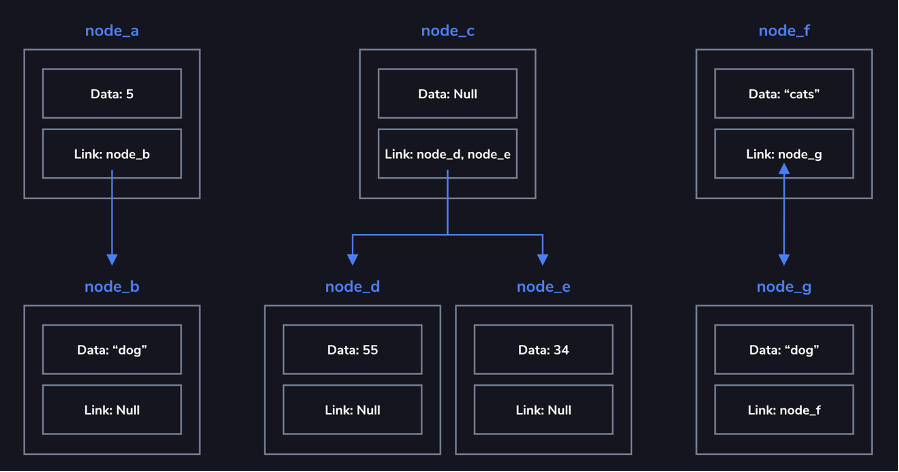 node_a
node_c
node_f
Data: 5
Data: Null
Data: “cats”
Link: node_b
Link: node_d, node_e
Link: node_g
node_b
node_d
node_e
node_g
Data: “dog”
Data: 55
Data: 34
Data: “dog”
Link: Null
Link: Null
Link: Null
Link: node_f